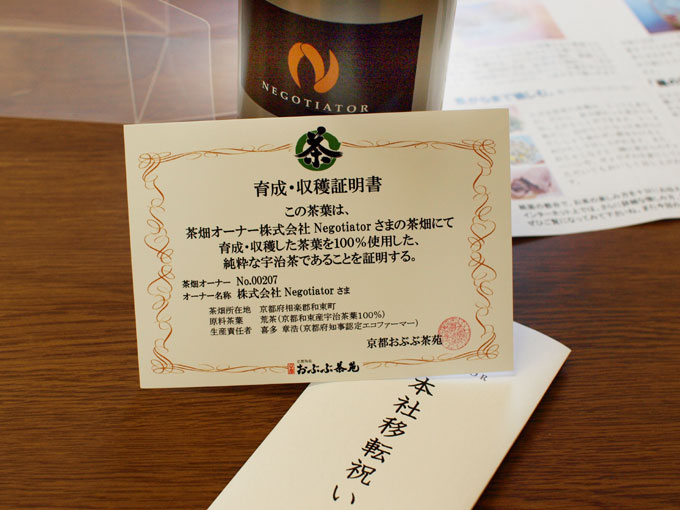 NEGOTIATOR
茶
育成・収穫証明書
この茶葉は、
茶畑オーナー株式会社 Negotiator さまの茶畑にて
育成・収穫した茶葉を100%使用した、
純粋な宇治茶であることを証明する。
茶畑オーナー No.00207
オーナー名称 株式会社 Negotiator さま
茶畑所在地 京都府相楽郡和束町
原料茶葉 荒茶(京都和束産宇治茶葉100%)
生産責任者 喜多 章浩(京都府知事認定エコファーマー)
京都おぶぶ茶苑
おぶぶ茶苑
本社移転祝い